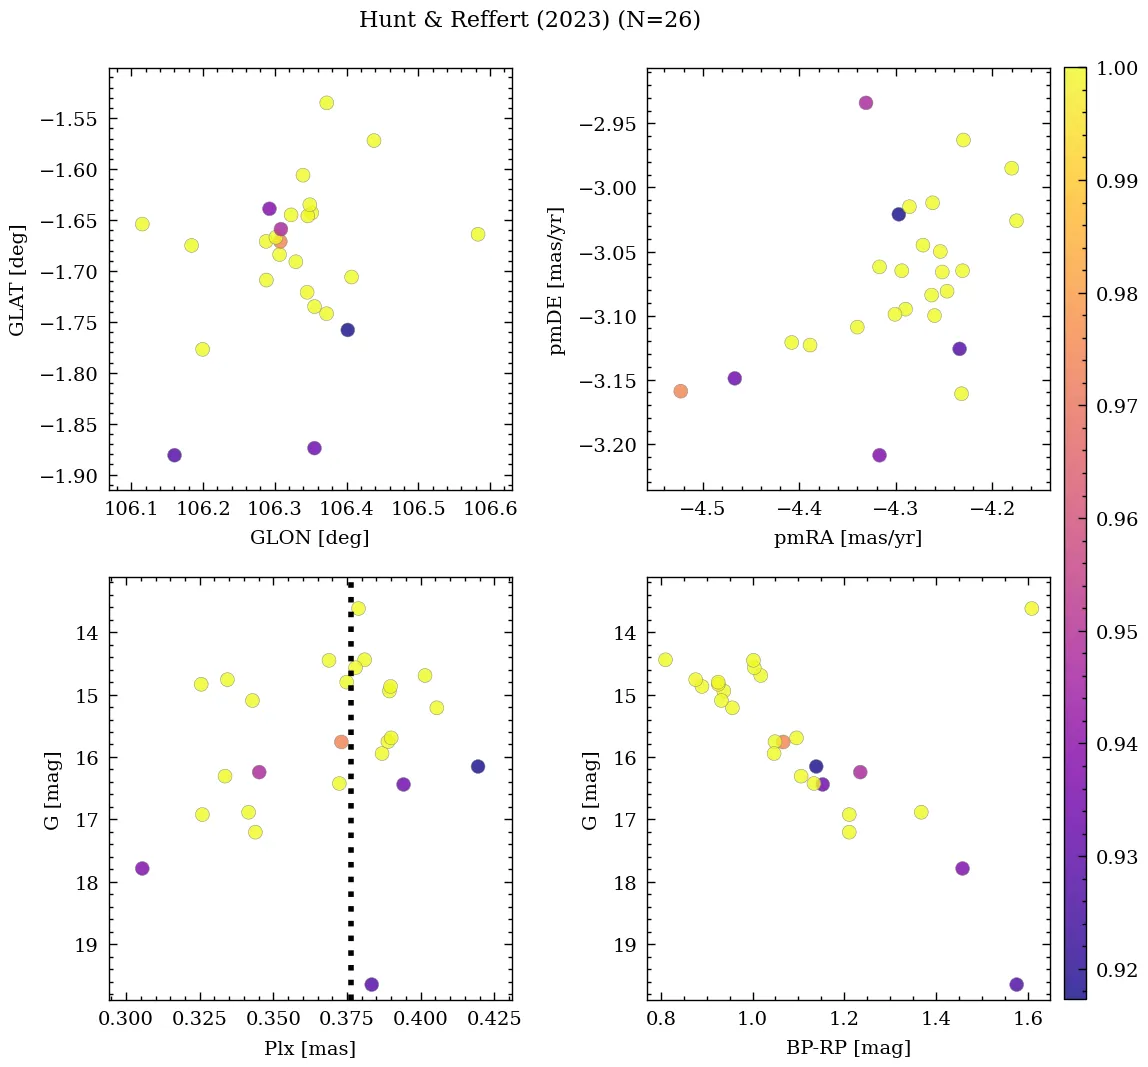 Hunt & Reffert (2023) (N=26)
−1.55
−1.60
−1.65
−1.70
−1.75
−1.80
−1.85
−1.90
GLAT [deg]
106.1 106.2 106.3 106.4 106.5 106.6
GLON [deg]
−2.95
−3.00
−3.05
−3.10
−3.15
−3.20
pmDE [mas/yr]
−4.5 −4.4 −4.3 −4.2
pmRA [mas/yr]
14
15
16
17
18
19
G [mag]
0.300 0.325 0.350 0.375 0.400 0.425
Plx [mas]
14
15
16
17
18
19
G [mag]
0.8 1.0 1.2 1.4 1.6
BP-RP [mag]
1.00
0.99
0.98
0.97
0.96
0.95
0.94
0.93
0.92